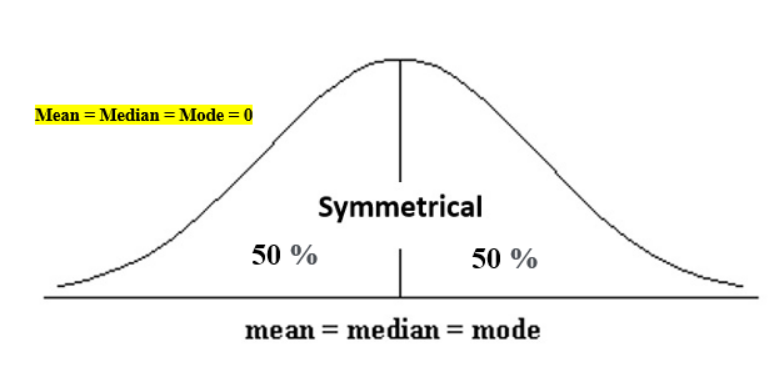 Mean = Median = Mode = 0
Symmetrical
50 %
50 %
mean = median = mode